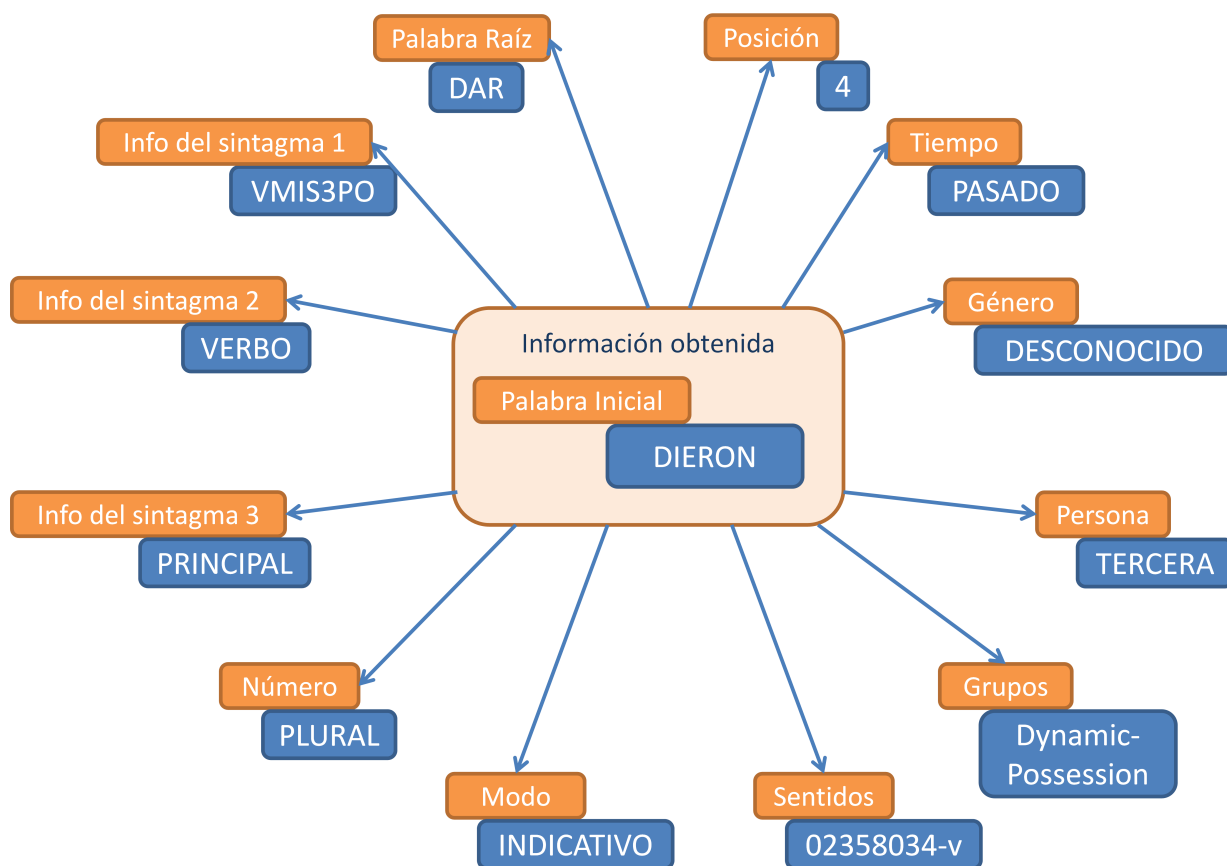 Palabra Raíz
DAR
Posición
4
Info del sintagma 1
VMIS3PO
Tiempo
PASADO
Info del sintagma 2
VERBO
Género
DESCONOCIDO
Información obtenida
Palabra Inicial
DIERON
Info del sintagma 3
PRINCIPAL
Persona
TERCERA
Número
PLURAL
Grupos
Dynamic-
Possession
Modo
INDICATIVO
Sentidos
02358034-v